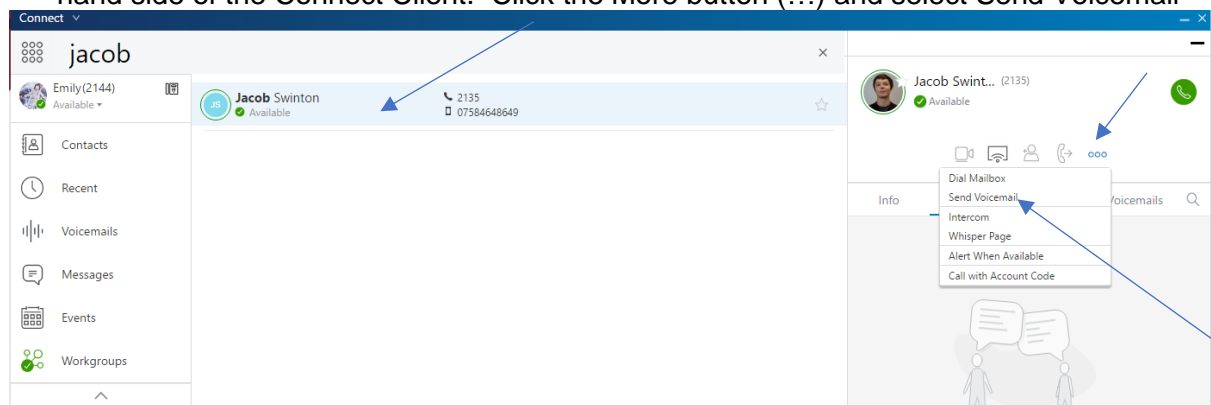 hand side of the Connect Client. Click the More button (…) and select Send Voicemail
Connect
jacob
Emily(2144)
Available
Contacts
Recent
Voicemails
Messages
Events
Workgroups
JS
Jacob Swinton
Available
2135
07584648649
Jacob Swint... (2135)
Available
Dial Mailbox
Send Voicemail
Intercom
Whisper Page
Alert When Available
Call with Account Code
Info
Voicemails